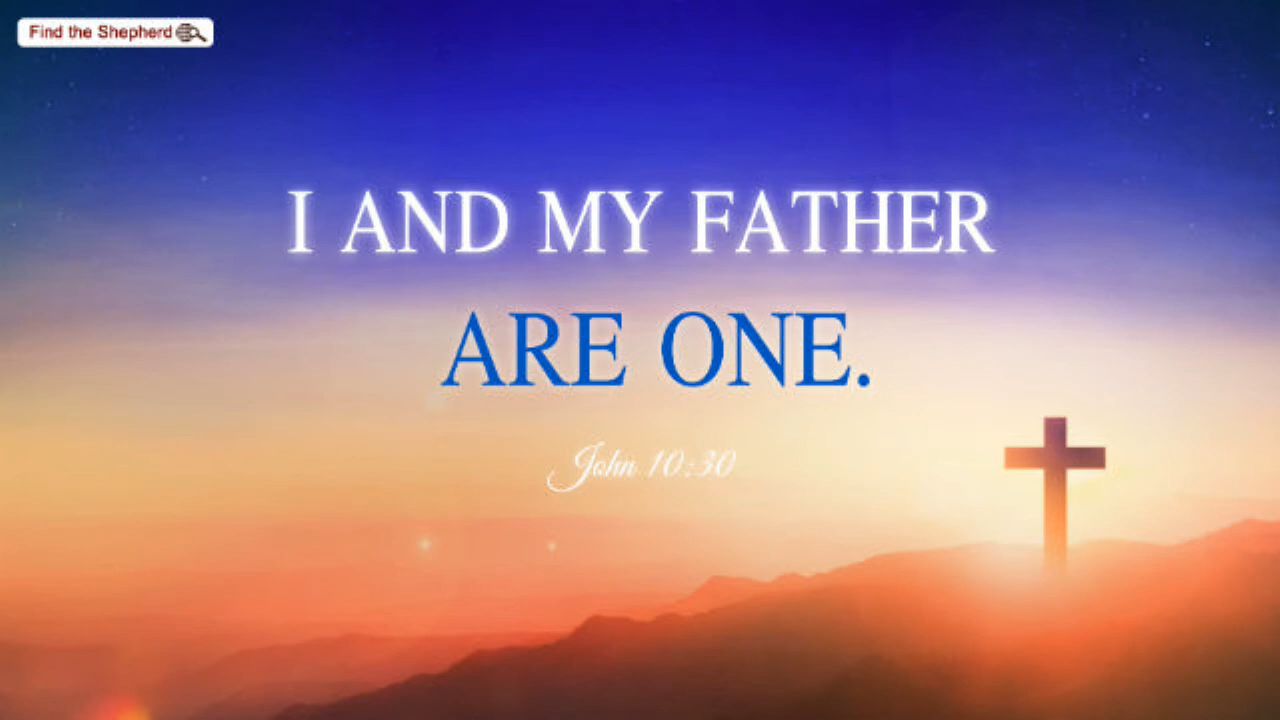 Find the Shepherd
I AND MY FATHER
ARE ONE.
John 10:30